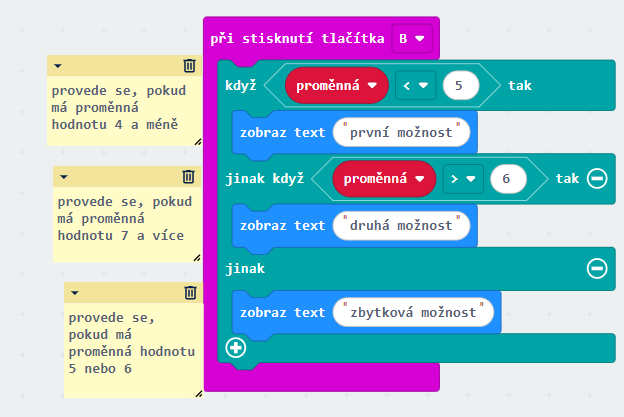 při stisknutí tlačítka B
provede se, pokud
má proměnná
hodnotu 4 a méně
když proměnná < 5 tak
zobraz text "první možnost"
provede se, pokud
má proměnná
hodnotu 7 a více
jinak když proměnná > 6 tak
zobraz text "druhá možnost"
jinak
provede se,
pokud má
proměnná hodnotu
5 nebo 6
zobraz text "zbytková možnost"